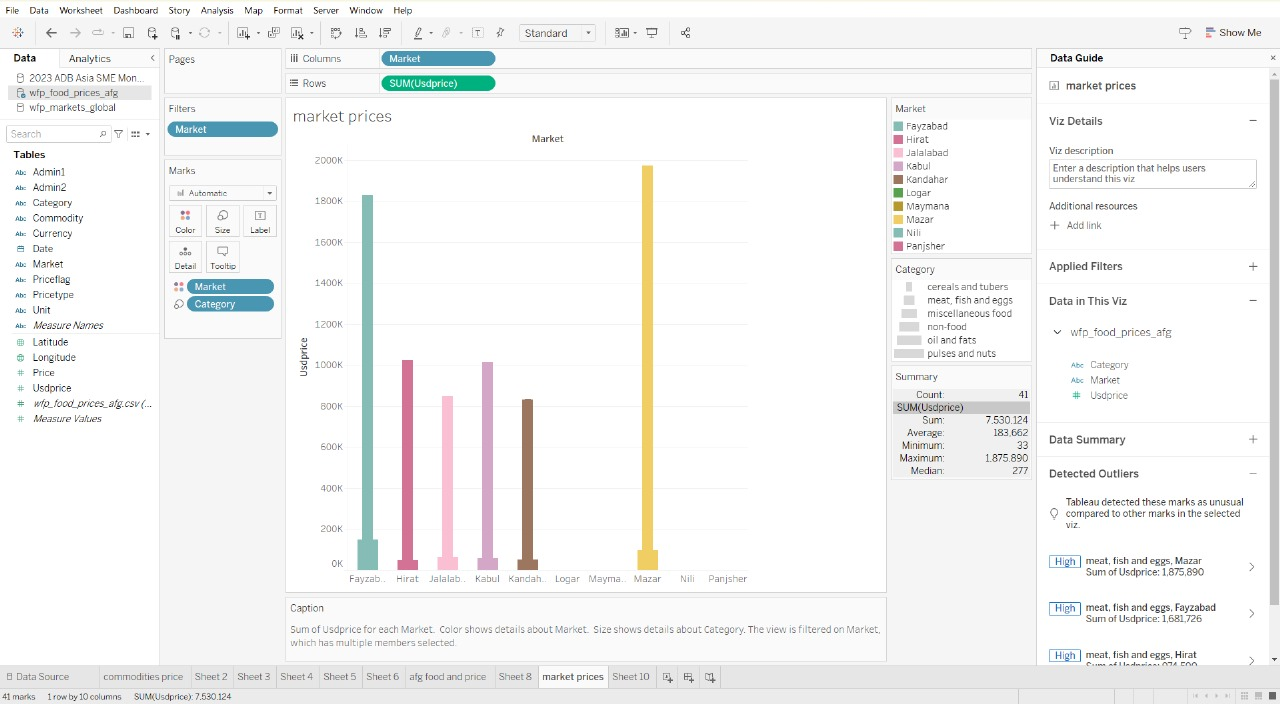 File Data Worksheet Dashboard Story Analysis Map Format Server Window Help
Standard
Show Me
Data Analytics
2023 ADB Asia SME Mon...
wfp_food_prices_afg
wfp_markets_global
Search
Tables
Abc Admin1
Abc Admin2
Abc Category
Abc Commodity
Abc Currency
Date
Abc Market
Abc Priceflag
Abc Pricetype
Abc Unit
Abc Measure Names
Latitude
Longitude
# Price
# Usdprice
# wfp_food_prices_afg.csv (...
# Measure Values
Pages
Filters
Market
Marks
Automatic
Color Size Label
Detail Tooltip
Market
Category
Columns Market
Rows SUM(Usdprice)
market prices
Market
Usdprice
2000K
1800K
1600K
1400K
1200K
1000K
800K
600K
400K
200K
0K
Fayzab.. Hirat Jalalab.. Kabul Kandah.. Logar Mayma.. Mazar Nili Panjsher
Caption
Sum of Usdprice for each Market. Color shows details about Market. Size shows details about Category. The view is filtered on Market,
which has multiple members selected.
Market
Fayzabad
Hirat
Jalalabad
Kabul
Kandahar
Logar
Maymana
Mazar
Nili
Panjsher
Category
cereals and tubers
meat, fish and eggs
miscellaneous food
non-food
oil and fats
pulses and nuts
Summary
Count: 41
SUM(Usdprice)
Sum: 7.530.124
Average: 183,662
Minimum: 33
Maximum: 1.875.890
Median: 277
Data Guide
market prices
Viz Details
Viz description
Enter a description that helps users
understand this viz
Additional resources
Add link
Applied Filters
Data in This Viz
wfp_food_prices_afg
Abc Category
Abc Market
# Usdprice
Data Summary
Detected Outliers
Tableau detected these marks as unusual
compared to other marks in the selected
viz.
High meat, fish and eggs, Mazar
Sum of Usdprice: 1,875,890
High meat, fish and eggs, Fayzabad
Sum of Usdprice: 1,681,726
High meat, fish and eggs, Hirat
Data Source commodities price Sheet 2 Sheet 3 Sheet 4 Sheet 5 Sheet 6 afg food and price Sheet 8 market prices Sheet 10
41 marks 1 row by 10 columns SUM(Usdprice): 7.530.124